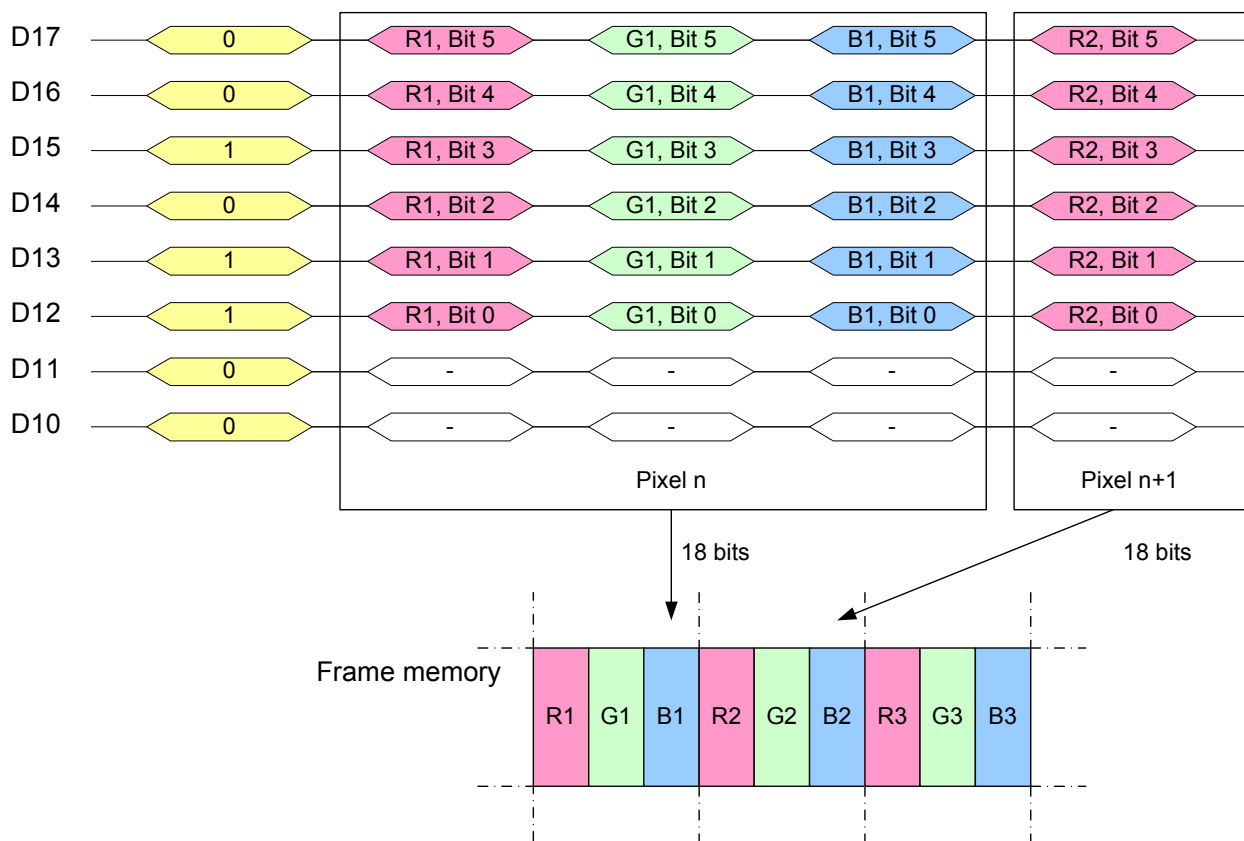 D17 0 R1, Bit 5 G1, Bit 5 B1, Bit 5 R2, Bit 5
D16 0 R1, Bit 4 G1, Bit 4 B1, Bit 4 R2, Bit 4
D15 1 R1, Bit 3 G1, Bit 3 B1, Bit 3 R2, Bit 3
D14 0 R1, Bit 2 G1, Bit 2 B1, Bit 2 R2, Bit 2
D13 1 R1, Bit 1 G1, Bit 1 B1, Bit 1 R2, Bit 1
D12 1 R1, Bit 0 G1, Bit 0 B1, Bit 0 R2, Bit 0
D11 0 - - - -
D10 0 - - - -
Pixel n Pixel n+1
18 bits 18 bits
Frame memory
R1 G1 B1 R2 G2 B2 R3 G3 B3